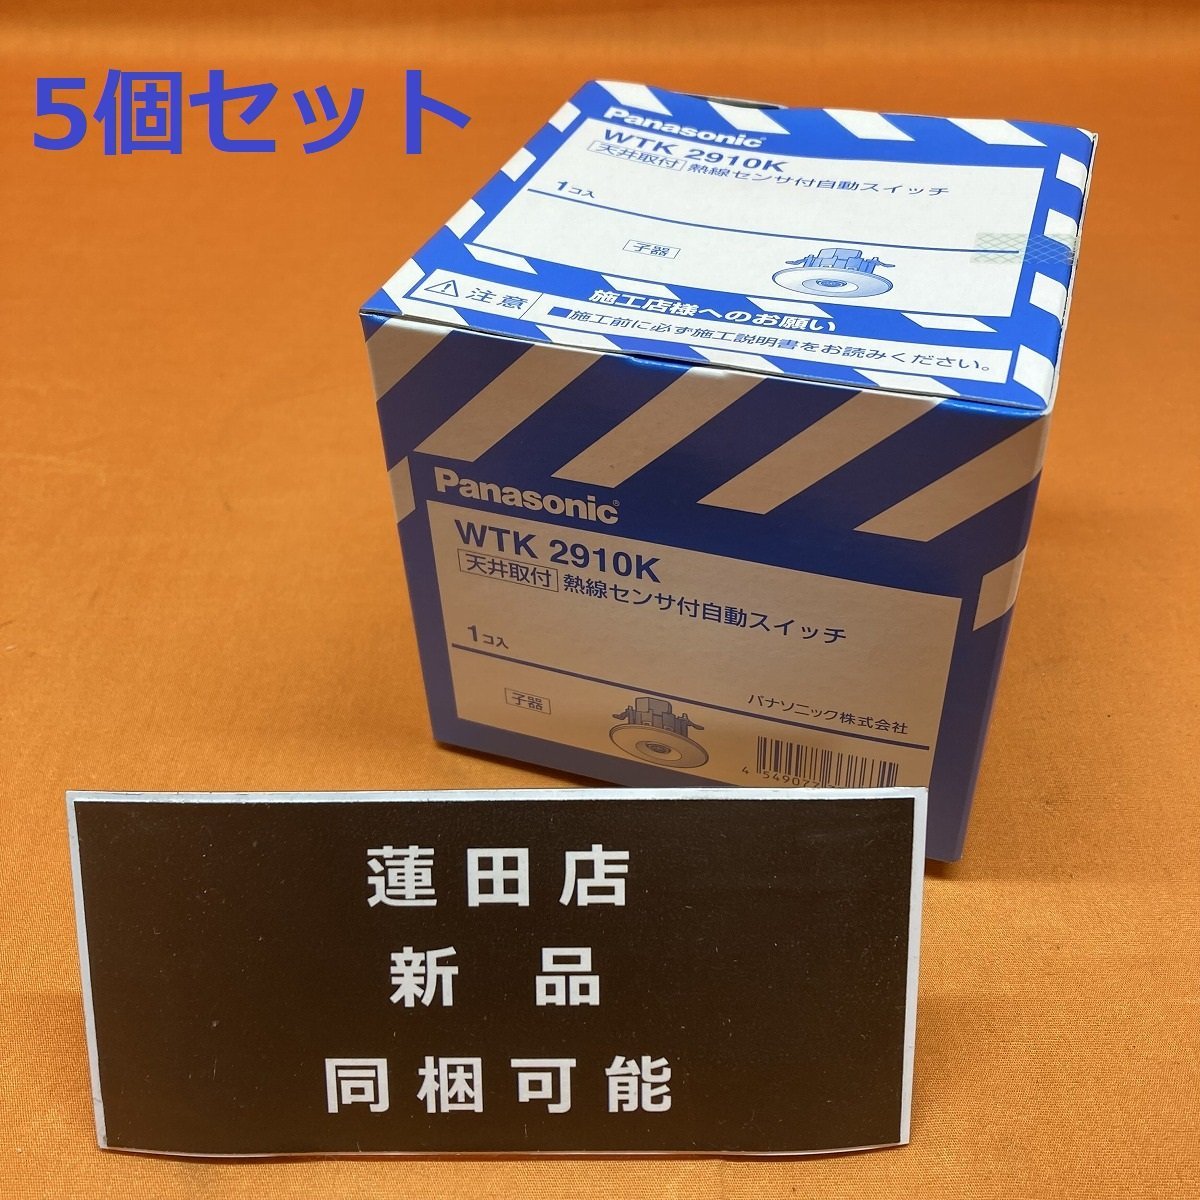 5個セット
Panasonic
WTK 2910K
天井取付 熱線センサ付自動スイッチ
1コ入
子器
注意
施工店様へのお願い
■施工前に必ず施工説明書をお読みください。
Panasonic
WTK 2910K
天井取付 熱線センサ付自動スイッチ
1コ入
子器
パナソニック株式会社
4 549077
蓮田店
新品
同梱可能